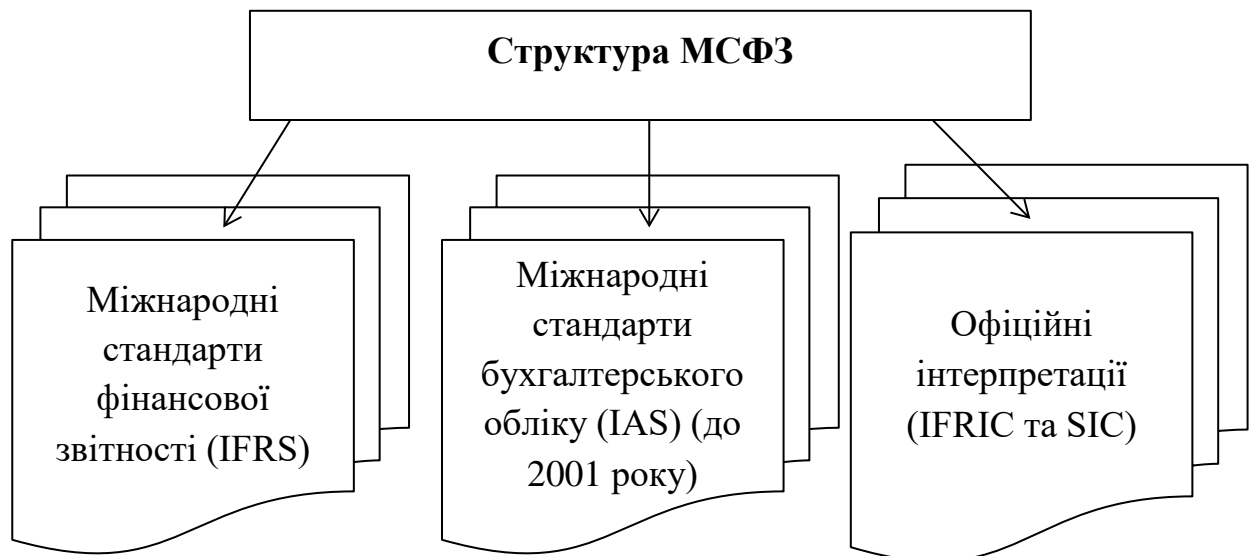 Структура МСФЗ
Міжнародні
стандарти
фінансової
звітності (IFRS)
Міжнародні
стандарти
бухгалтерського
обліку (IAS) (до
2001 року)
Офіційні
інтерпретації
(IFRIC та SIC)